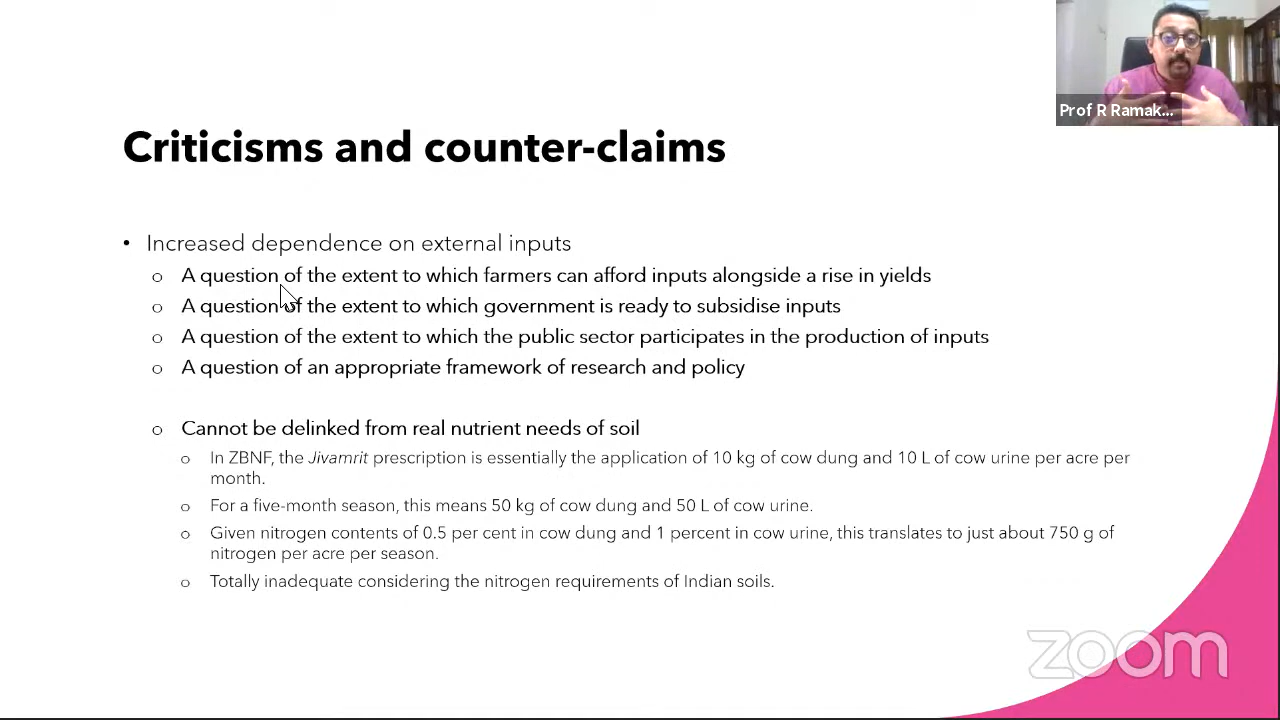 Prof R Ramak...
Criticisms and counter-claims
• Increased dependence on external inputs
o A question of the extent to which farmers can afford inputs alongside a rise in yields
o A question of the extent to which government is ready to subsidise inputs
o A question of the extent to which the public sector participates in the production of inputs
o A question of an appropriate framework of research and policy
o Cannot be delinked from real nutrient needs of soil
o In ZBNF, the Jivamrit prescription is essentially the application of 10 kg of cow dung and 10 L of cow urine per acre per
month.
o For a five-month season, this means 50 kg of cow dung and 50 L of cow urine.
o Given nitrogen contents of 0.5 per cent in cow dung and 1 percent in cow urine, this translates to just about 750 g of
nitrogen per acre per season.
o Totally inadequate considering the nitrogen requirements of Indian soils.
zoom